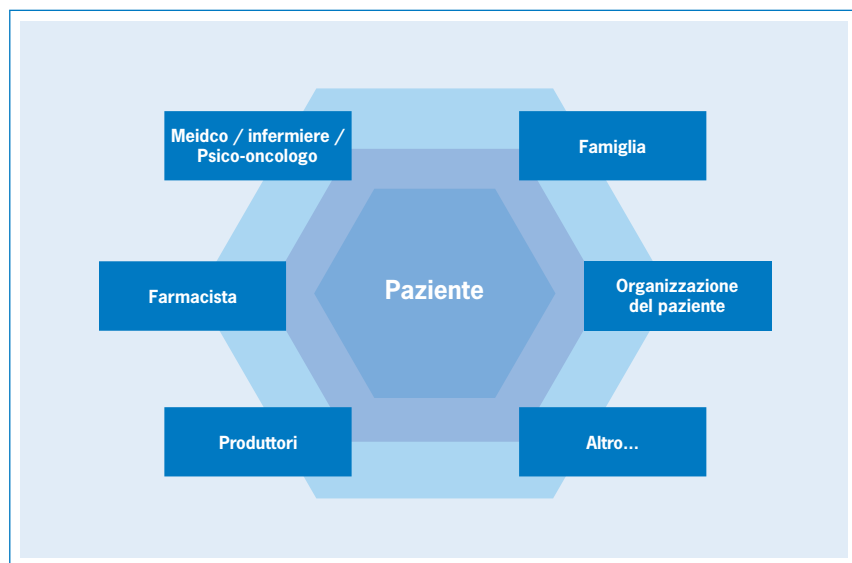 Meidco / infermiere /
Psico-oncologo
Famiglia
Paziente
Farmacista
Organizzazione
del paziente
Produttori
Altro...